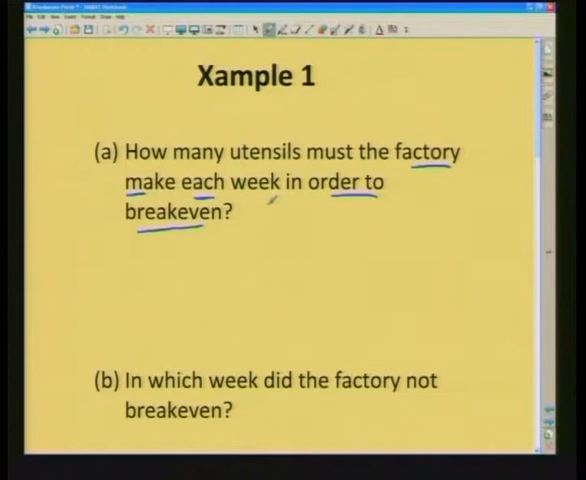 Xample 1
(a) How many utensils must the factory
make each week in order to
breakeven?
(b) In which week did the factory not
breakeven?